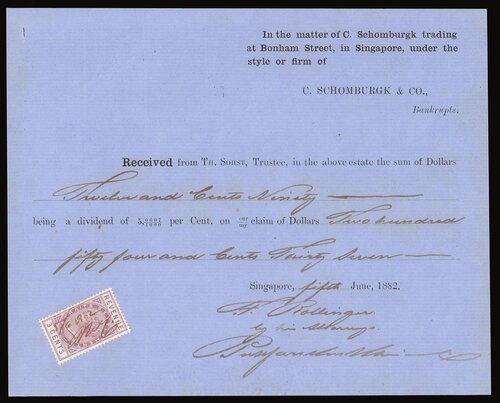 In the matter of C. Schomburgk trading
at Bonham Street, in Singapore, under the
style or firm of
C. SCHOMBURGK & CO.,
Bankrupts.
Received from TH. SOHST, Trustee, in the above estate the sum of Dollars
Twelve and Cents Ninety
being a dividend of 5, per Cent. on our/my claim of Dollars Two hundred
fifty four and Cents Thirty Seven
Singapore, fifth June, 1882.
F. Bollinger
by his Attorneys
REVENUE
3 CENTS